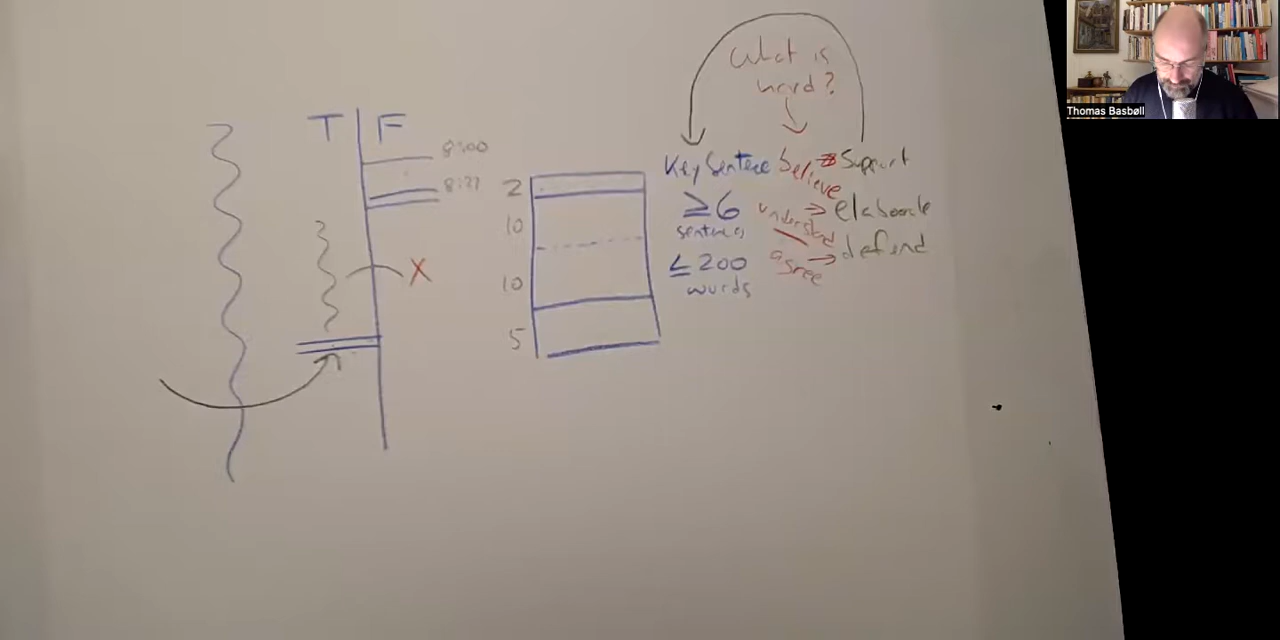 T F
8:00
8:27
X
2
10
10
5
What is
hard?
Key Sentence
≥6
sentences
≤200
words
believe → Support
understand → elaborate
agree → defend
Thomas Basbøll